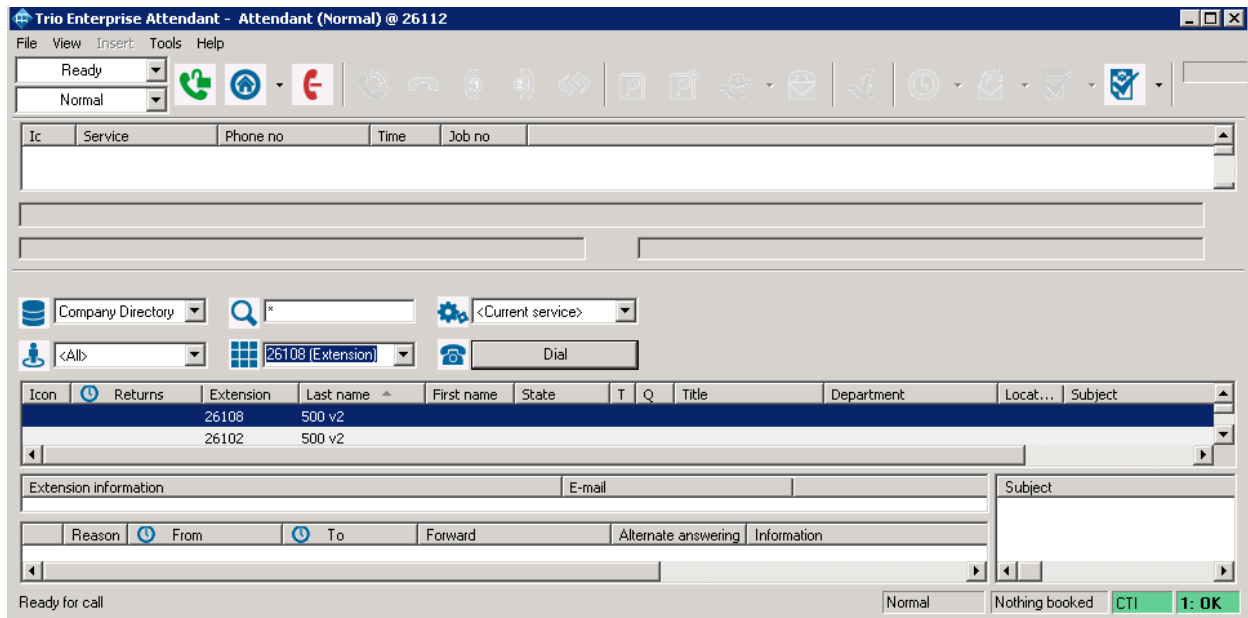 Trio Enterprise Attendant - Attendant (Normal) @ 26112
File View Insert Tools Help
Ready
Normal
Ic Service Phone no Time Job no
Company Directory * <Current service>
<All> 26108 (Extension) Dial
Icon Returns Extension Last name First name State T Q Title Department Locat... Subject
26108 500 v2
26102 500 v2
Extension information E-mail Subject
Reason From To Forward Alternate answering Information
Ready for call Normal Nothing booked CTI 1: OK